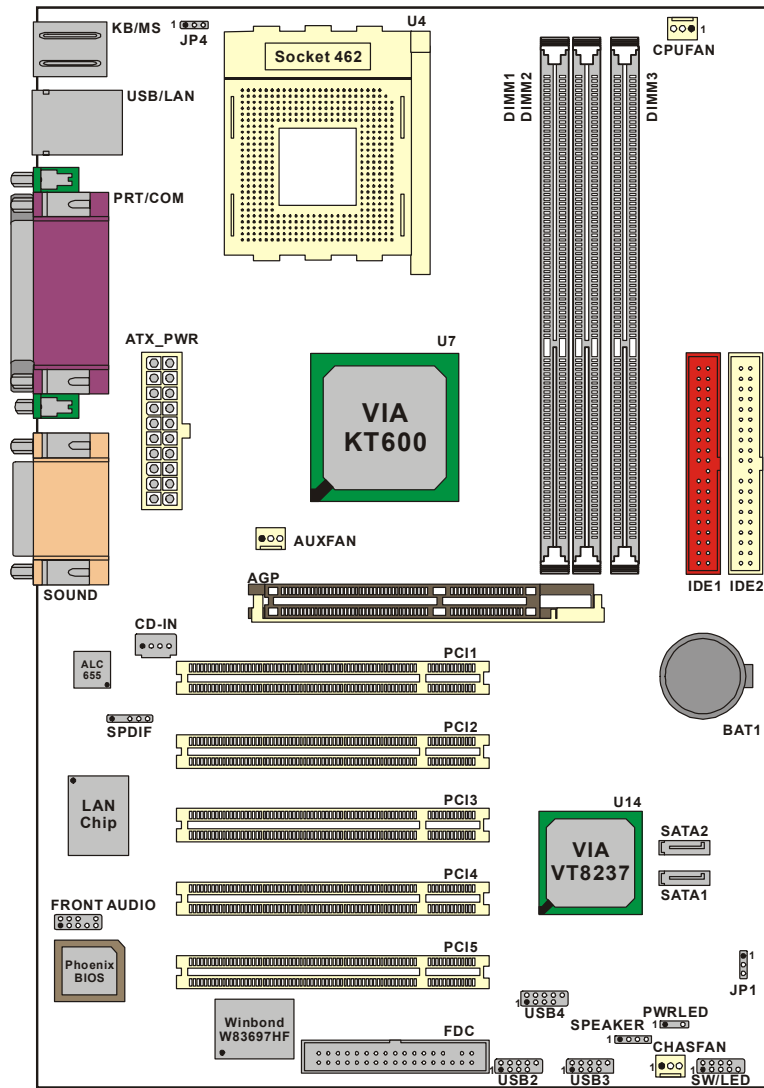 KB/MS
1
JP4
U4
Socket 462
1
CPUFAN
USB/LAN
DIMM1
DIMM2
DIMM3
PRT/COM
ATX_PWR
U7
VIA
KT600
AUXFAN
IDE1
IDE2
AGP
SOUND
CD-IN
ALC
655
PCI1
SPDIF
PCI2
BAT1
LAN
Chip
PCI3
U14
VIA
VT8237
SATA2
SATA1
PCI4
FRONT AUDIO
1
Phoenix
BIOS
PCI5
1
JP1
Winbond
W83697HF
FDC
1
USB4
SPEAKER
1
PWRLED
1
CHASFAN
1
1
USB2
1
USB3
1
SW/LED